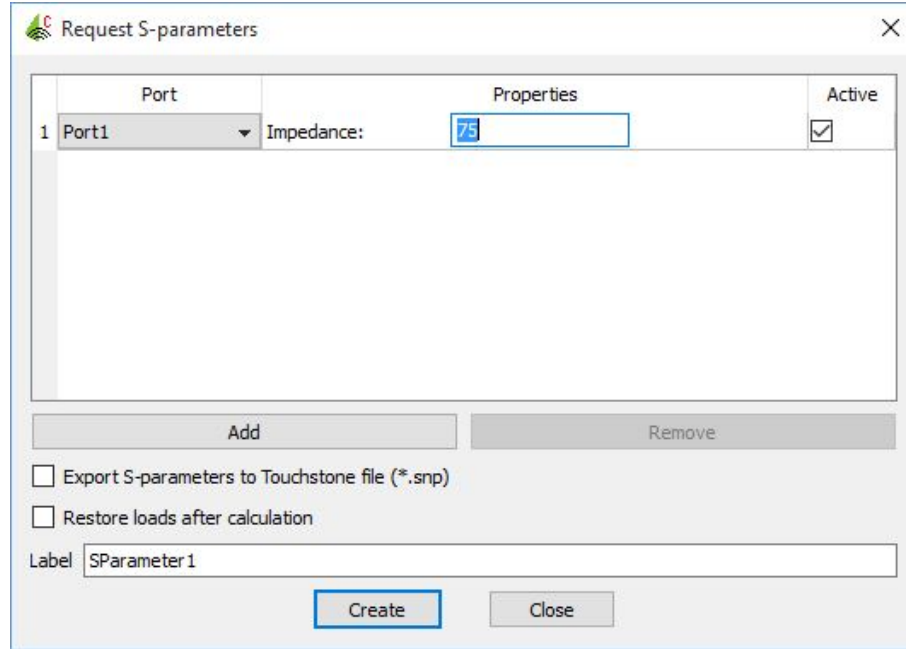 C Request S-parameters
Port Properties Active
1 Port1 Impedance: 75
Add Remove
Export S-parameters to Touchstone file (*.snp)
Restore loads after calculation
Label SParameter1
Create Close